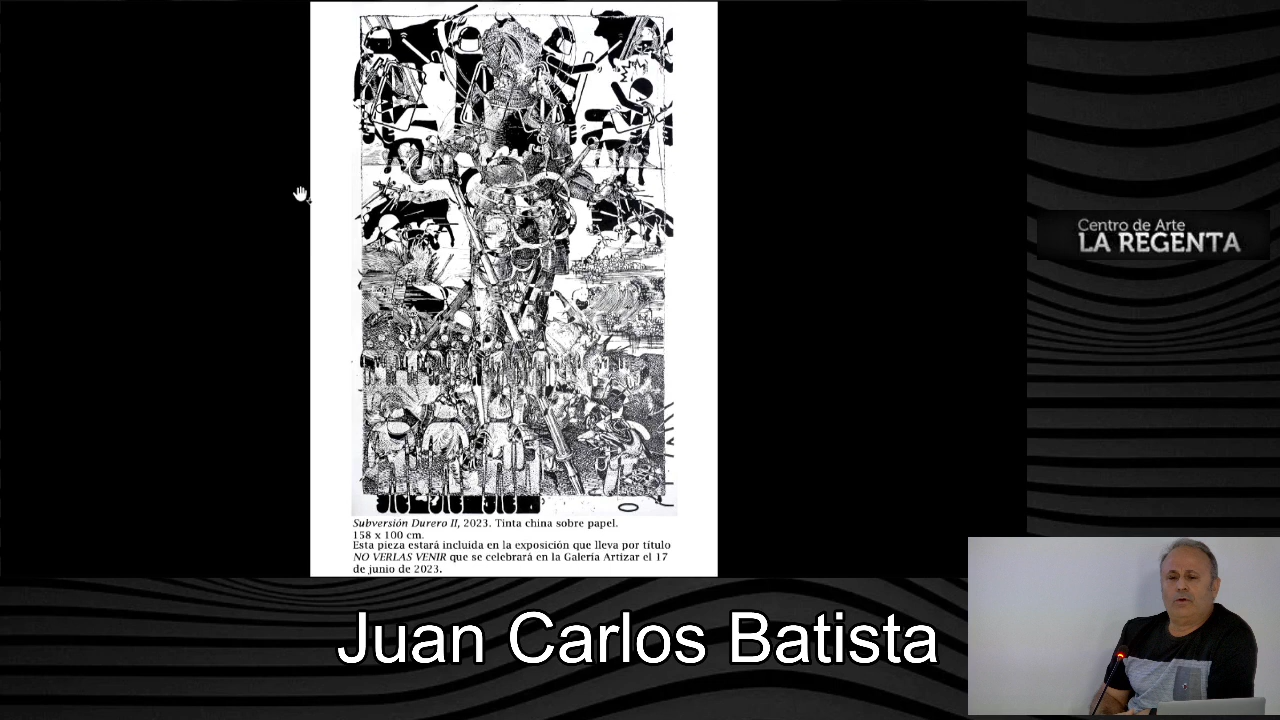 Centro de Arte
LA REGENTA
Subversión Durero II, 2023. Tinta china sobre papel.
158 x 100 cm.
Esta pieza estará incluida en la exposición que lleva por título
NO VERLAS VENIR que se celebrará en la Galería Artizar el 17
de junio de 2023.
Juan Carlos Batista